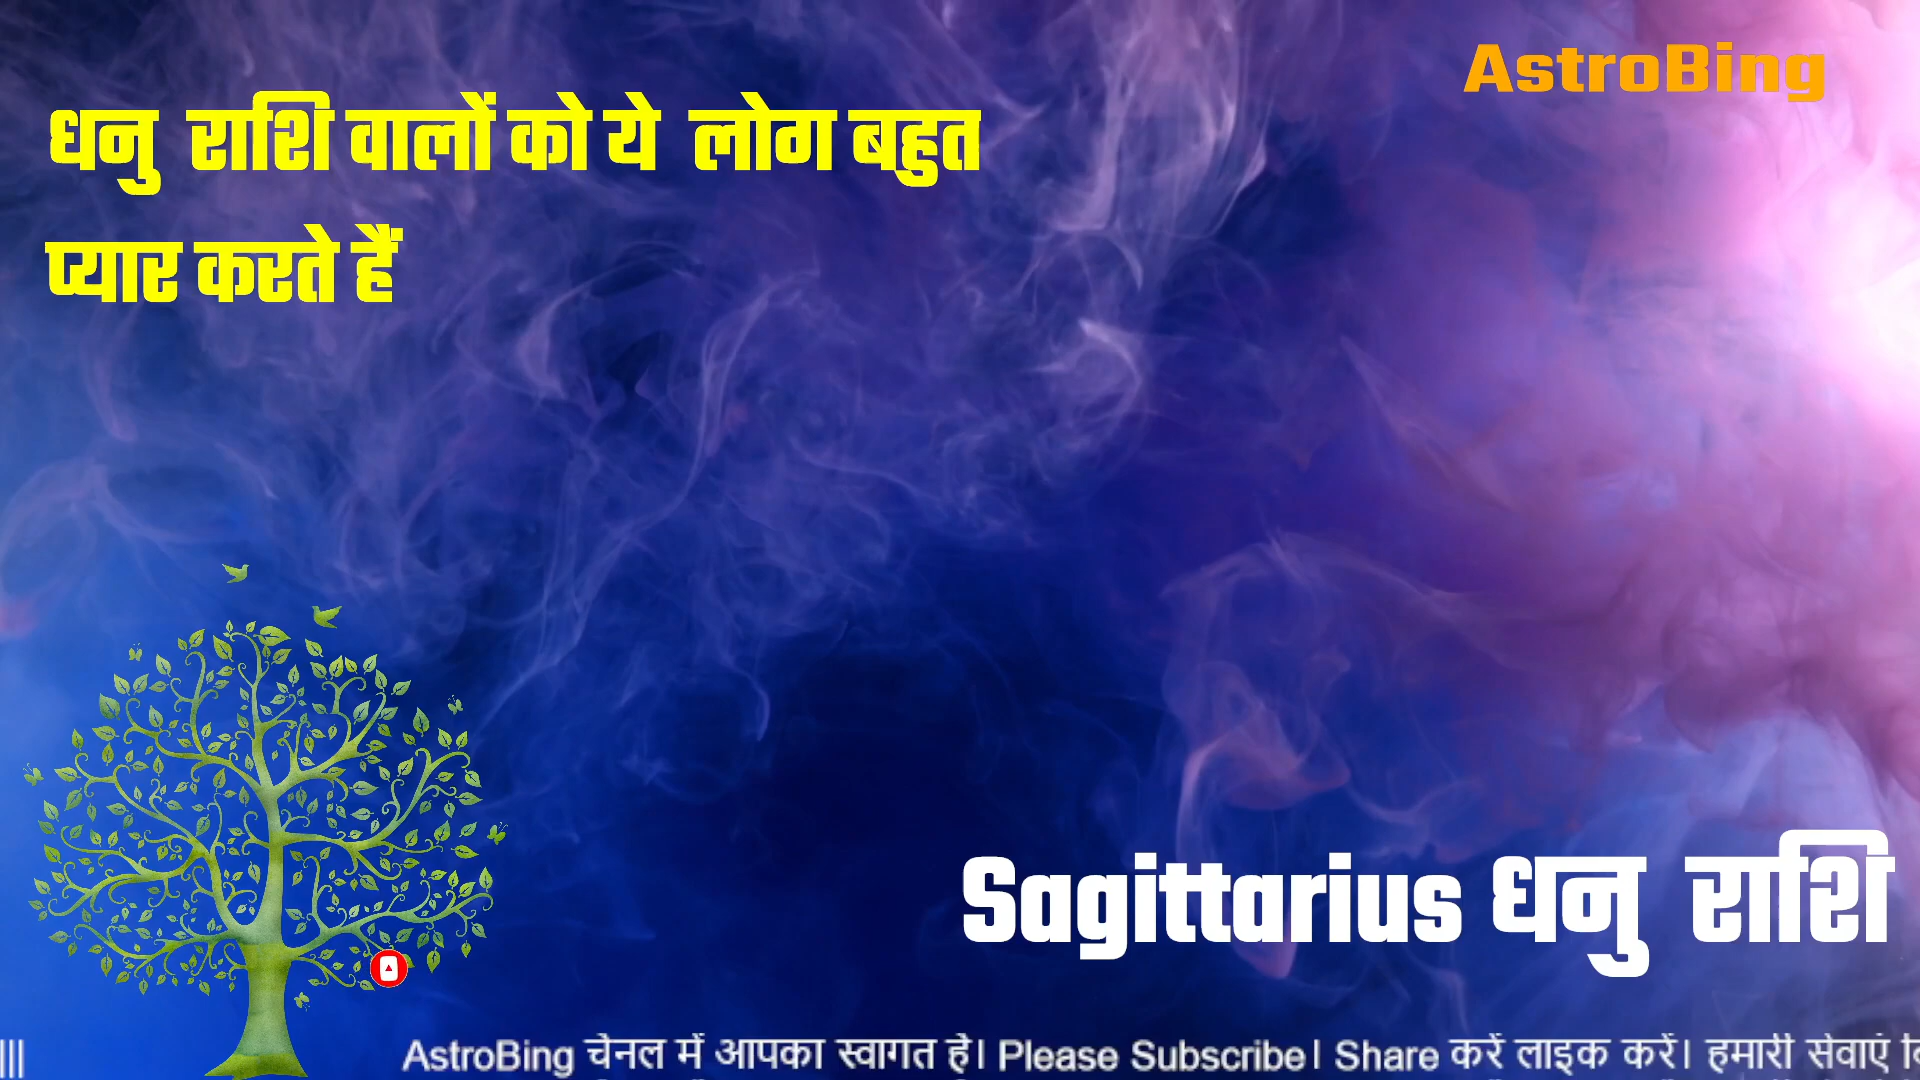 AstroBing
धनु राशि वालों को ये लोग बहुत
प्यार करते हैं
Sagittarius धनु राशि
AstroBing चेनल में आपका स्वागत है। Please Subscribe। Share करें लाइक करें। हमारी सेवाएं